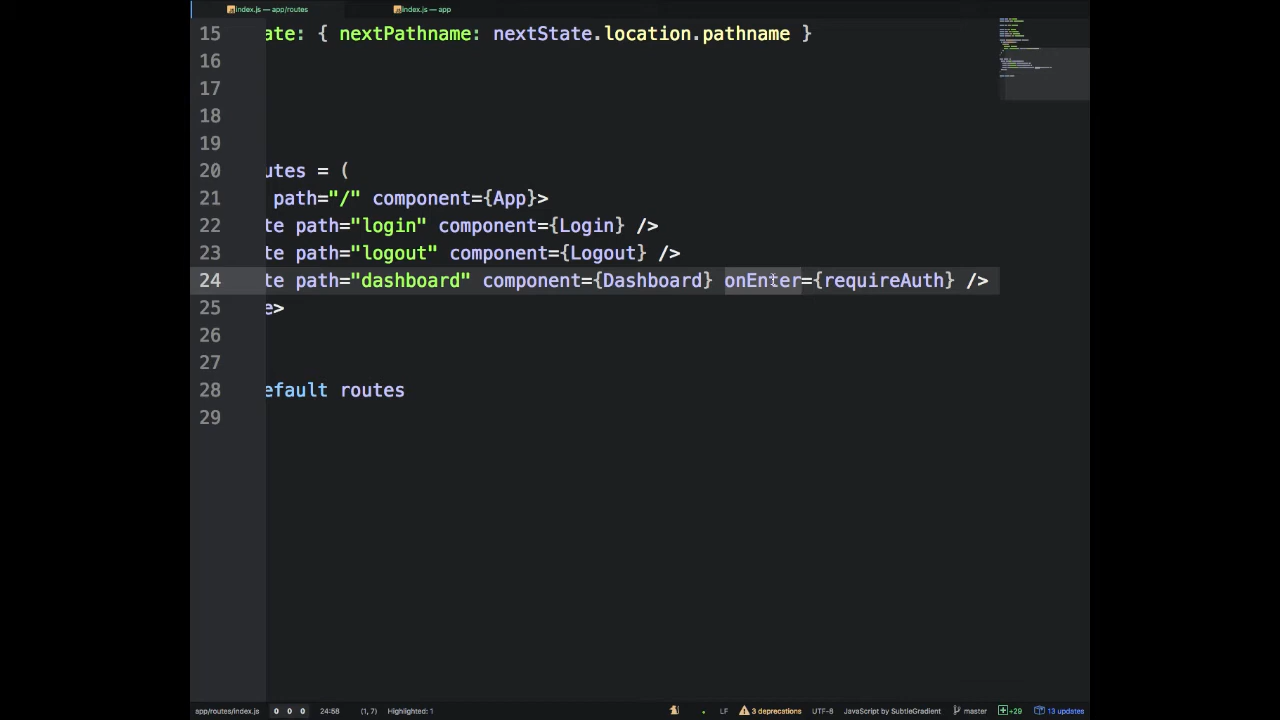 index.js — app/routes
index.js — app
15 ate: { nextPathname: nextState.location.pathname }
16
17
18
19
20 utes = (
21 path="/" component={App}>
22 te path="login" component={Login} />
23 te path="logout" component={Logout} />
24 te path="dashboard" component={Dashboard} onEnter={requireAuth} />
25 e>
26
27
28 efault routes
29
app/routes/index.js 0 0 0 24:58 (1, 7) Highlighted: 1 LF 3 deprecations UTF-8 JavaScript by SubtleGradient master +29 13 updates